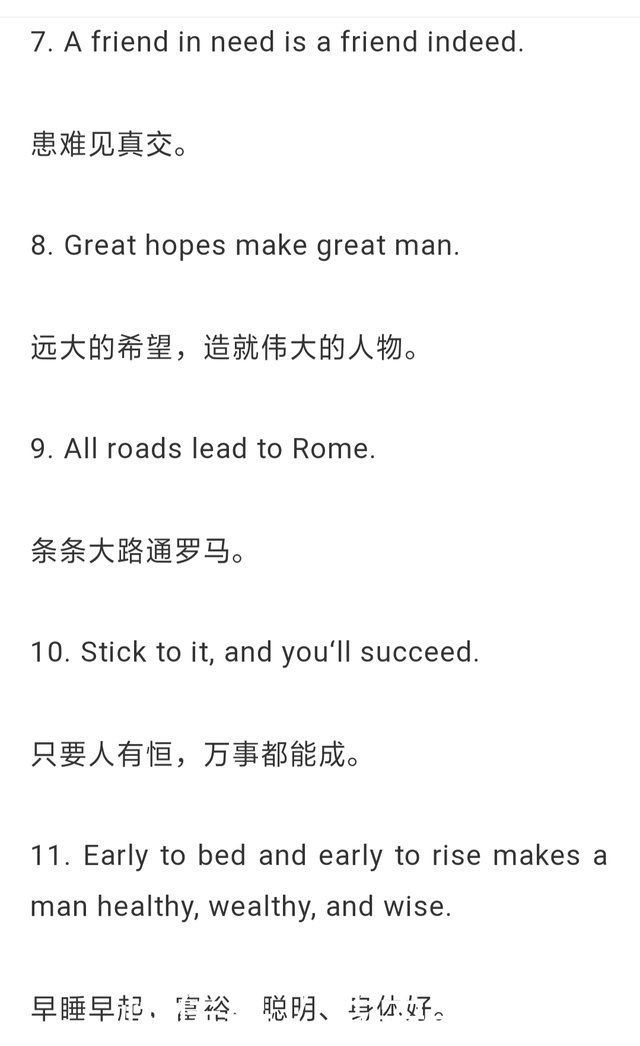 7. A friend in need is a friend indeed.
患难见真交。
8. Great hopes make great man.
远大的希望，造就伟大的人物。
9. All roads lead to Rome.
条条大路通罗马。
10. Stick to it, and you‘ll succeed.
只要人有恒，万事都能成。
11. Early to bed and early to rise makes a
man healthy, wealthy, and wise.
早睡早起，富裕、聪明、身体好。